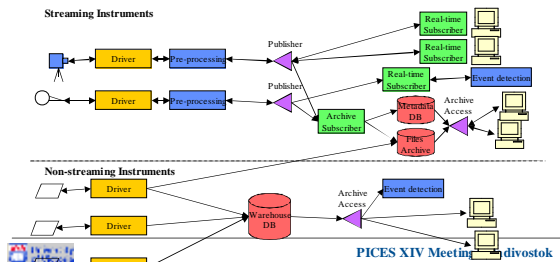 Streaming Instruments
Publisher
Real-time
Subscriber
Real-time
Subscriber
Driver
Pre-processing
Publisher
Real-time
Subscriber
Event detection
Driver
Pre-processing
Archive
Subscriber
Metadata
DB
Archive
Access
Files
Archive
Non-streaming Instruments
Driver
Archive
Access
Event detection
Driver
Warehouse
DB
PICES XIV Meeting divostok